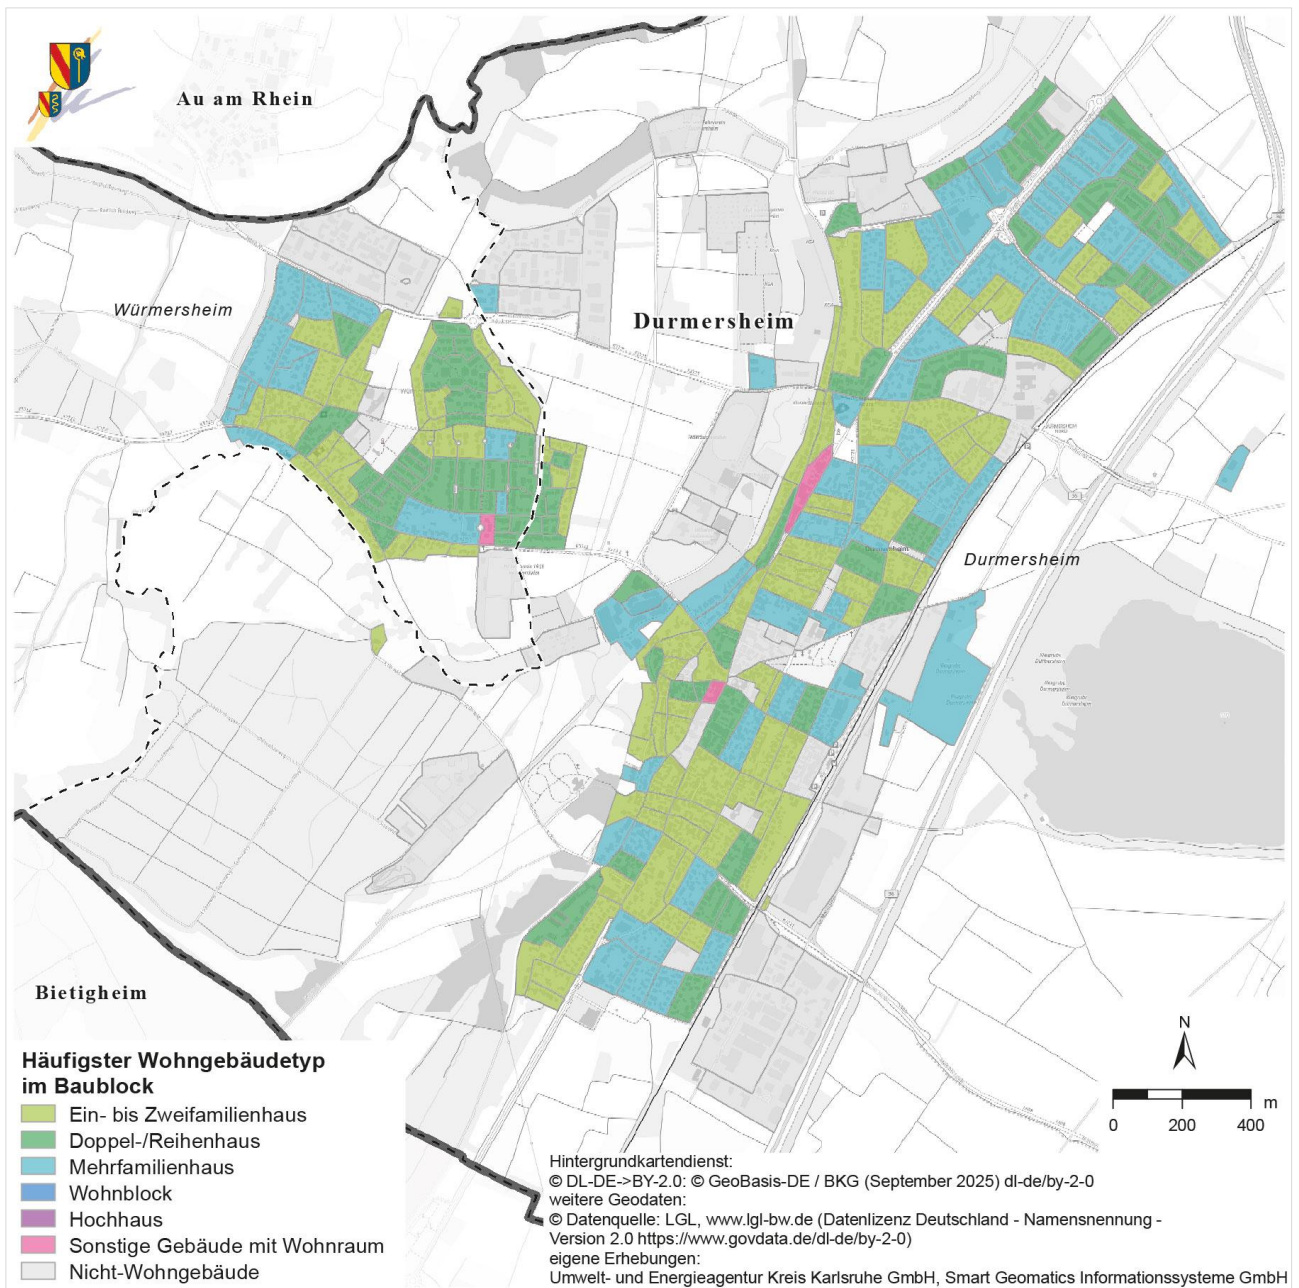 Au am Rhein
Würmersheim
Durmersheim
Durmersheim
Bietigheim
Häufigster Wohngebäudetyp
im Baublock
Ein- bis Zweifamilienhaus
Doppel-/Reihenhaus
Mehrfamilienhaus
Wohnblock
Hochhaus
Sonstige Gebäude mit Wohnraum
Nicht-Wohngebäude
N
m
0 200 400
Hintergrundkartendienst:
© DL-DE->BY-2.0: © GeoBasis-DE / BKG (September 2025) dl-de/by-2-0
weitere Geodaten:
© Datenquelle: LGL, www.lgl-bw.de (Datenlizenz Deutschland - Namensnennung -
Version 2.0 https://www.govdata.de/dl-de/by-2-0)
eigene Erhebungen:
Umwelt- und Energieagentur Kreis Karlsruhe GmbH, Smart Geomatics Informationssysteme GmbH